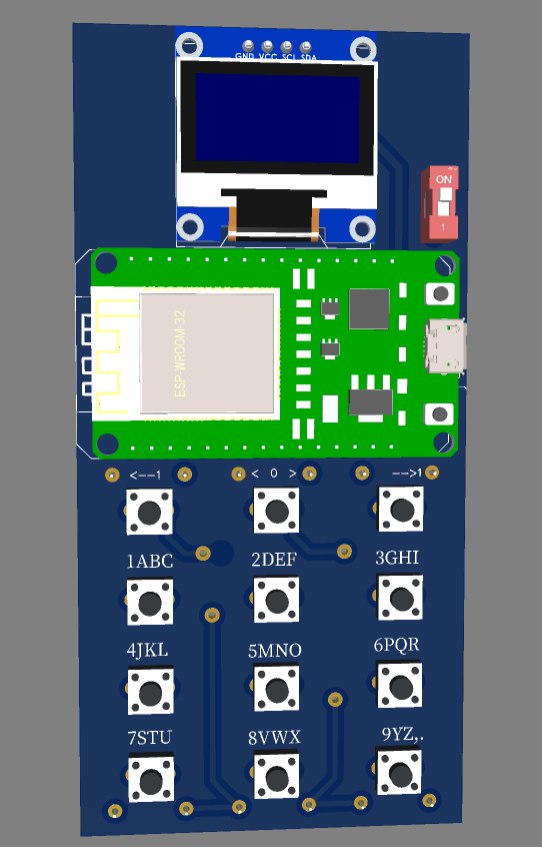 GND VCC SCL SDA
ON
1
ESP-WROOM-32
<--1 < 0 > -->1
1ABC 2DEF 3GHI
4JKL 5MNO 6PQR
7STU 8VWX 9YZ,.